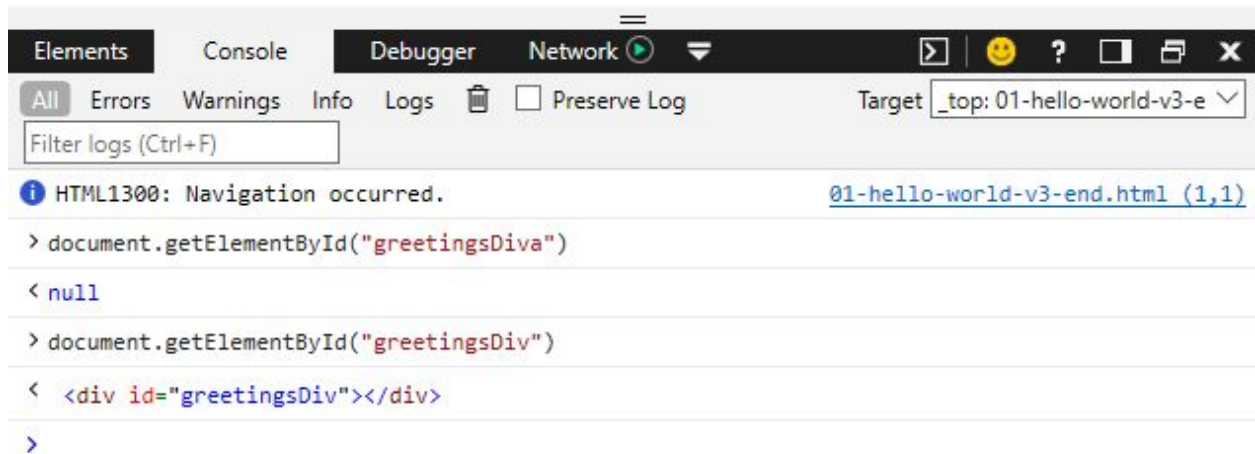 Elements Console Debugger Network ?
All Errors Warnings Info Logs Preserve Log Target _top: 01-hello-world-v3-e
Filter logs (Ctrl+F)
HTML1300: Navigation occurred. 01-hello-world-v3-end.html (1,1)
> document.getElementById("greetingsDiva")
< null
> document.getElementById("greetingsDiv")
< <div id="greetingsDiv"></div>
>